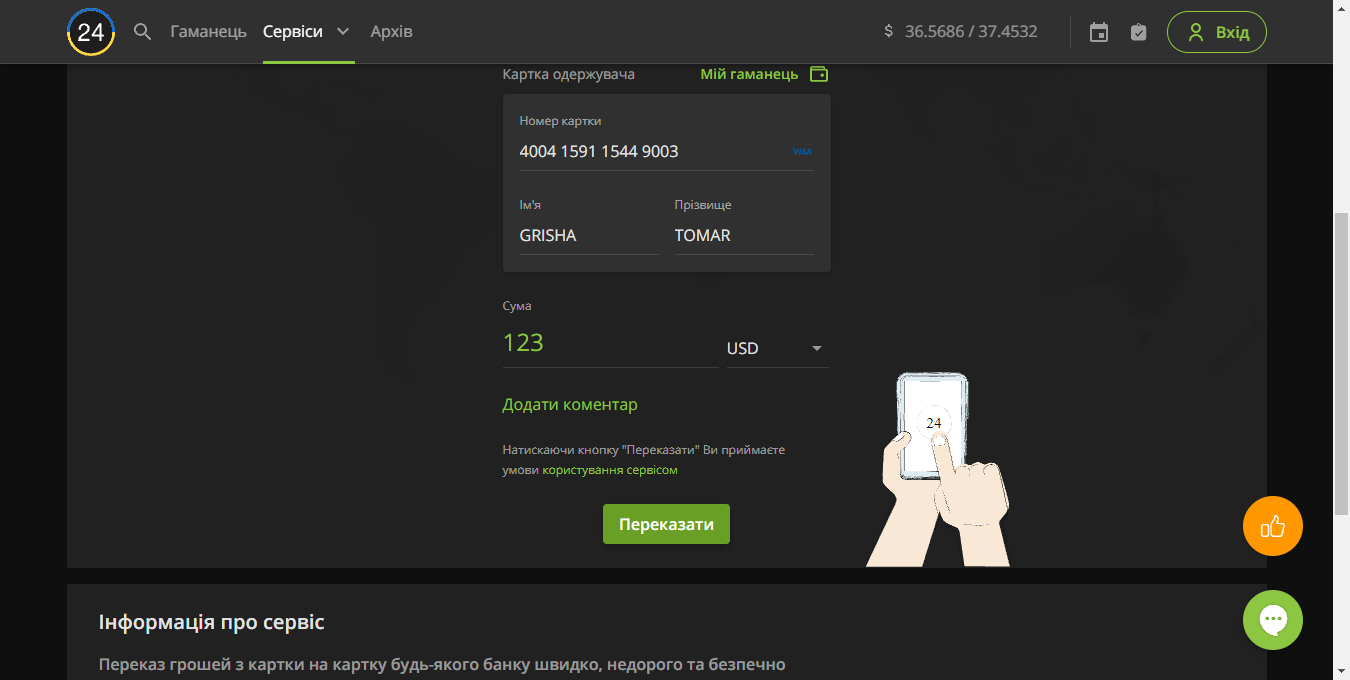 24 Гаманець Сервіси Архів $ 36.5686 / 37.4532 Вхід
Картка одержувача Мій гаманець
Номер картки
4004 1591 1544 9003 VISA
Ім'я Прізвище
GRISHA TOMAR
Сума
123 USD
Додати коментар
24
Натискаючи кнопку "Переказати" Ви приймаєте
умови користування сервісом
Переказати
Інформація про сервіс
Переказ грошей з картки на картку будь-якого банку швидко, недорого та безпечно